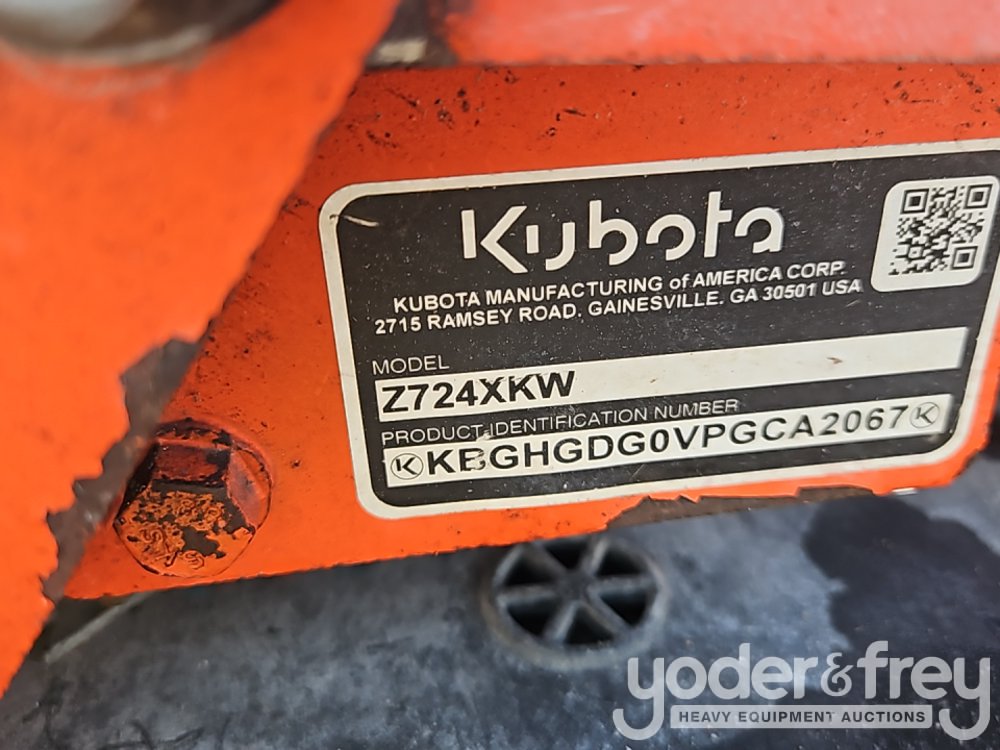 Kubota
KUBOTA MANUFACTURING of AMERICA CORP.
2715 RAMSEY ROAD. GAINESVILLE. GA 30501 USA
MODEL
Z724XKW
PRODUCT IDENTIFICATION NUMBER
KBGHGDG0VPGCA2067
yoder&frey
HEAVY EQUIPMENT AUCTIONS